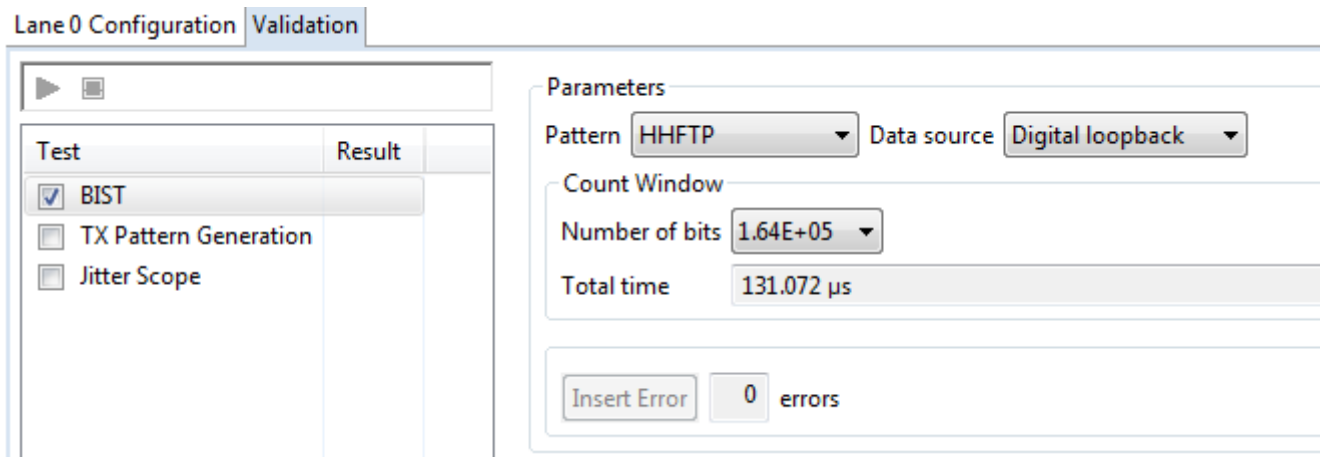 Lane 0 Configuration Validation
Test Result
BIST
TX Pattern Generation
Jitter Scope
Parameters
Pattern HHFTP Data source Digital loopback
Count Window
Number of bits 1.64E+05
Total time 131.072 µs
Insert Error 0 errors